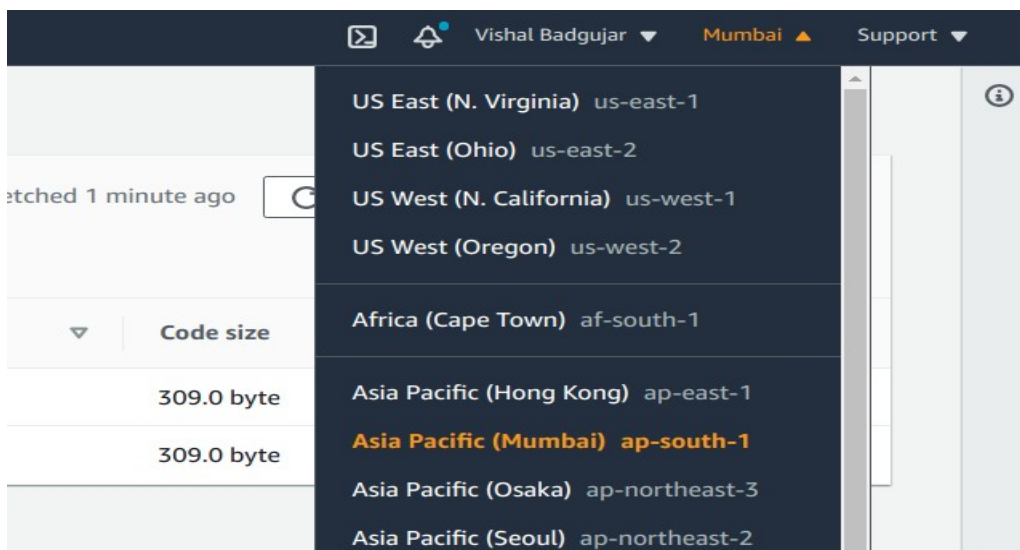 Vishal Badgujar ▼ Mumbai ▲ Support ▼
US East (N. Virginia) us-east-1
US East (Ohio) us-east-2
etched 1 minute ago
US West (N. California) us-west-1
US West (Oregon) us-west-2
Africa (Cape Town) af-south-1
Code size
309.0 byte
309.0 byte
Asia Pacific (Hong Kong) ap-east-1
Asia Pacific (Mumbai) ap-south-1
Asia Pacific (Osaka) ap-northeast-3
Asia Pacific (Seoul) ap-northeast-2